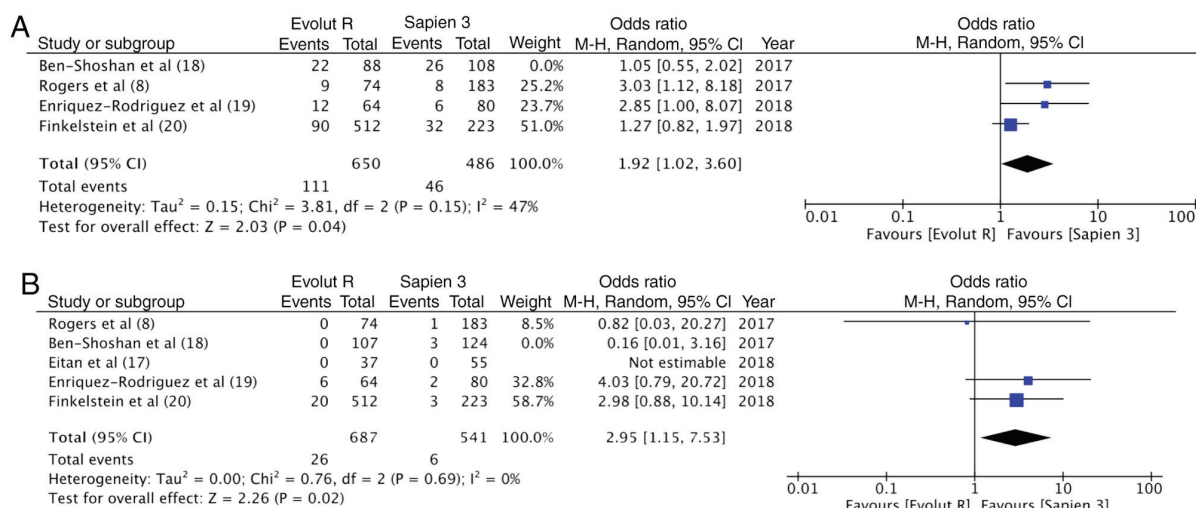 A
Evolut R Sapien 3 Odds ratio Odds ratio
Study or subgroup Events Total Events Total Weight M-H, Random, 95% CI Year M-H, Random, 95% CI
Ben-Shoshan et al (18) 22 88 26 108 0.0% 1.05 [0.55, 2.02] 2017
Rogers et al (8) 9 74 8 183 25.2% 3.03 [1.12, 8.18] 2017
Enriquez-Rodriguez et al (19) 12 64 6 80 23.7% 2.85 [1.00, 8.07] 2018
Finkelstein et al (20) 90 512 32 223 51.0% 1.27 [0.82, 1.97] 2018
Total (95% CI) 650 486 100.0% 1.92 [1.02, 3.60]
Total events 111 46
Heterogeneity: Tau² = 0.15; Chi² = 3.81, df = 2 (P = 0.15); I² = 47%
Test for overall effect: Z = 2.03 (P = 0.04)
0.01 0.1 1 10 100
Favours [Evolut R] Favours [Sapien 3]
B
Evolut R Sapien 3 Odds ratio Odds ratio
Study or subgroup Events Total Events Total Weight M-H, Random, 95% CI Year M-H, Random, 95% CI
Rogers et al (8) 0 74 1 183 8.5% 0.82 [0.03, 20.27] 2017
Ben-Shoshan et al (18) 0 107 3 124 0.0% 0.16 [0.01, 3.16] 2017
Eitan et al (17) 0 37 0 55 Not estimable 2018
Enriquez-Rodriguez et al (19) 6 64 2 80 32.8% 4.03 [0.79, 20.72] 2018
Finkelstein et al (20) 20 512 3 223 58.7% 2.98 [0.88, 10.14] 2018
Total (95% CI) 687 541 100.0% 2.95 [1.15, 7.53]
Total events 26 6
Heterogeneity: Tau² = 0.00; Chi² = 0.76, df = 2 (P = 0.69); I² = 0%
Test for overall effect: Z = 2.26 (P = 0.02)
0.01 0.1 1 10 100
Favours [Evolut R] Favours [Sapien 3]